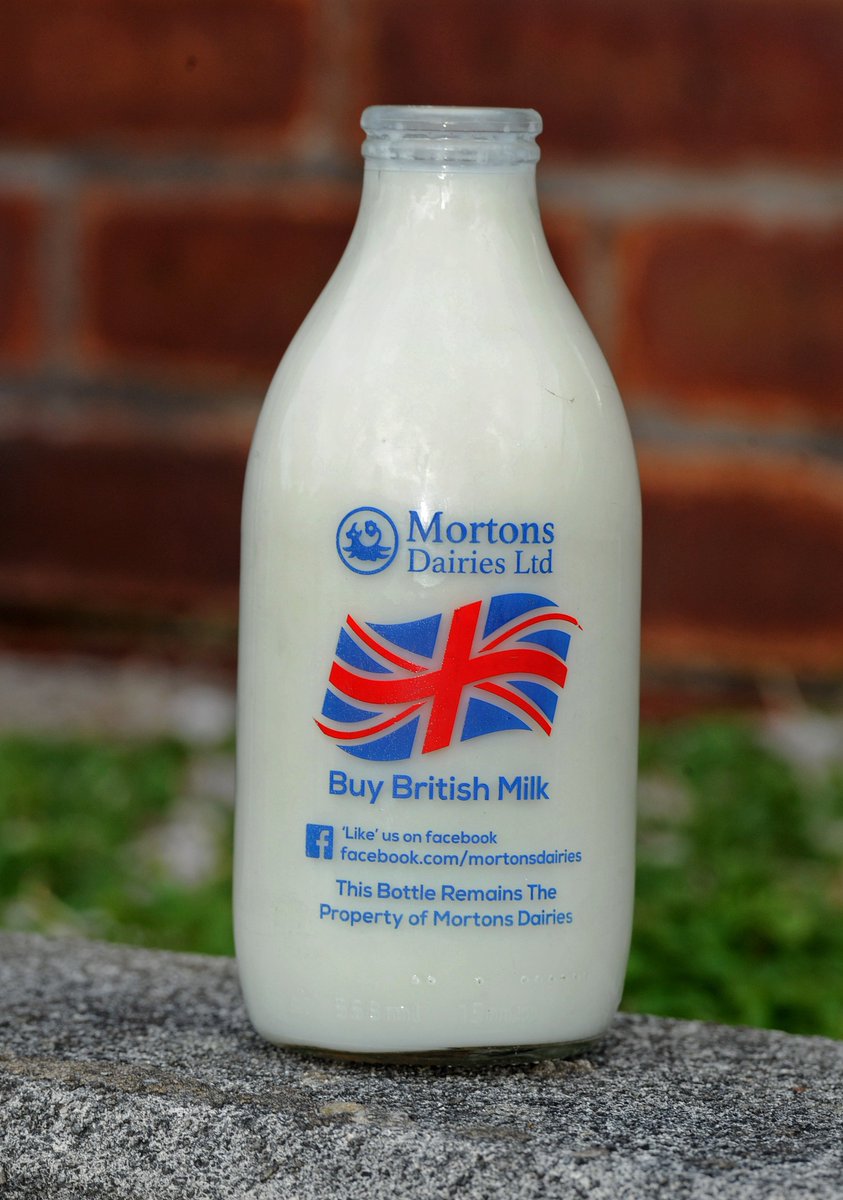 Mortons
Dairies Ltd
Buy British Milk
f
'Like' us on facebook
facebook.com/mortonsdairies
This Bottle Remains The
Property of Mortons Dairies